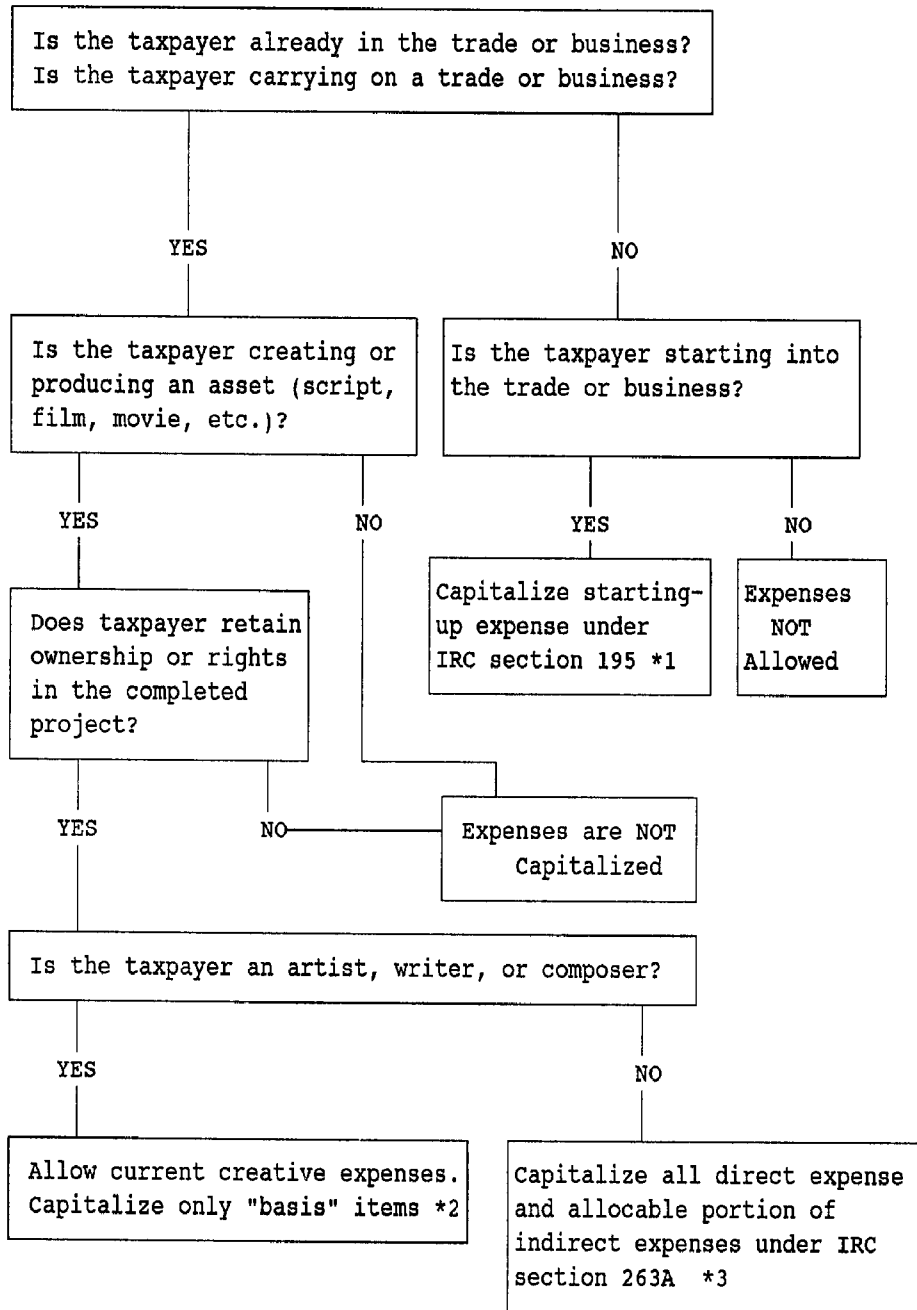 Is the taxpayer already in the trade or business?
Is the taxpayer carrying on a trade or business?
YES
NO
Is the taxpayer creating or
producing an asset (script,
film, movie, etc.)?
Is the taxpayer starting into
the trade or business?
YES
NO
YES
NO
Does taxpayer retain
ownership or rights
in the completed
project?
Capitalize starting-
up expense under
IRC section 195 *1
Expenses
NOT
Allowed
YES
NO
Expenses are NOT
Capitalized
Is the taxpayer an artist, writer, or composer?
YES
NO
Allow current creative expenses.
Capitalize only "basis" items *2
Capitalize all direct expense
and allocable portion of
indirect expenses under IRC
section 263A *3